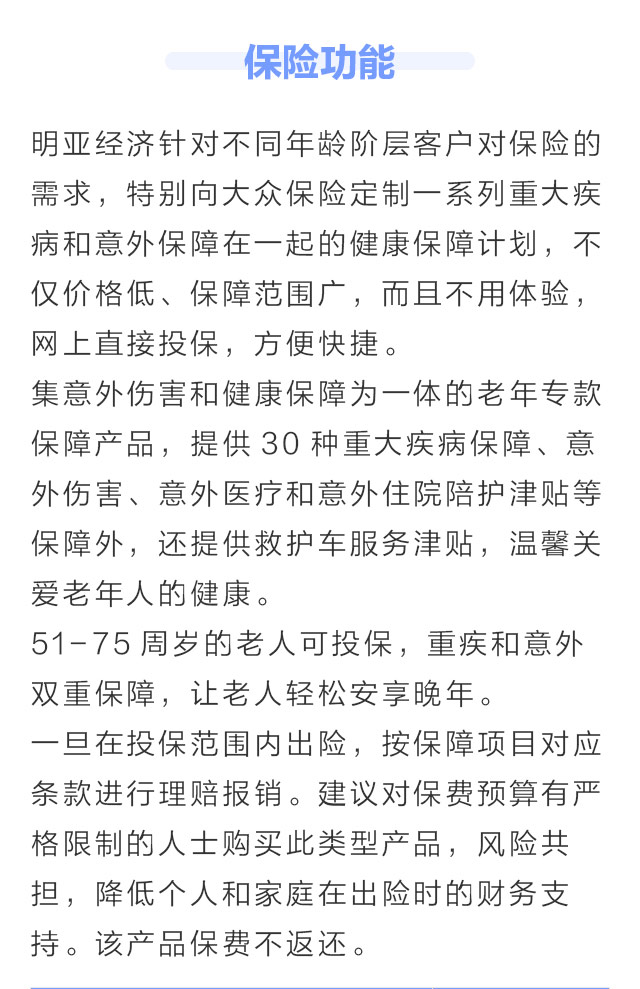 保险功能
明亚经济针对不同年龄阶层客户对保险的
需求，特别向大众保险定制一系列重大疾
病和意外保障在一起的健康保障计划，不
仅价格低、保障范围广，而且不用体验，
网上直接投保，方便快捷。
集意外伤害和健康保障为一体的老年专款
保障产品，提供 30 种重大疾病保障、意
外伤害、意外医疗和意外住院陪护津贴等
保障外，还提供救护车服务津贴，温馨关
爱老年人的健康。
51-75 周岁的老人可投保，重疾和意外
双重保障，让老人轻松安享晚年。
一旦在投保范围内出险，按保障项目对应
条款进行理赔报销。建议对保费预算有严
格限制的人士购买此类型产品，风险共
担，降低个人和家庭在出险时的财务支
持。该产品保费不返还。